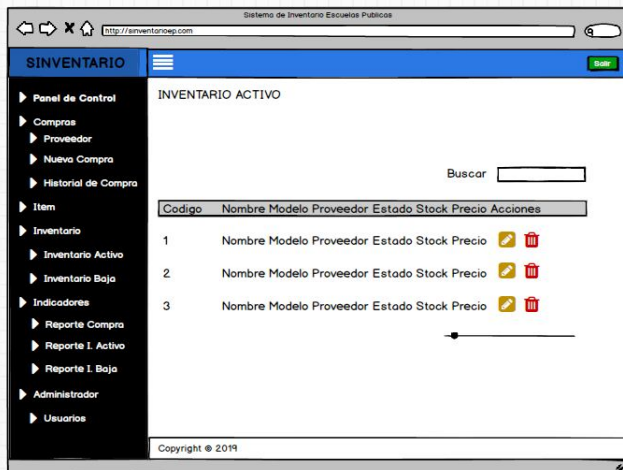 Sistema de Inventario Escuelas Publicas
http://sinventarioep.com
SINVENTARIO
Salir
Panel de Control
Compras
Proveedor
Nueva Compra
Historial de Compra
Item
Inventario
Inventario Activo
Inventario Baja
Indicadores
Reporte Compra
Reporte I. Activo
Reporte I. Baja
Administrador
Usuarios
INVENTARIO ACTIVO
Buscar
Codigo Nombre Modelo Proveedor Estado Stock Precio Acciones
1 Nombre Modelo Proveedor Estado Stock Precio
2 Nombre Modelo Proveedor Estado Stock Precio
3 Nombre Modelo Proveedor Estado Stock Precio
Copyright © 2019